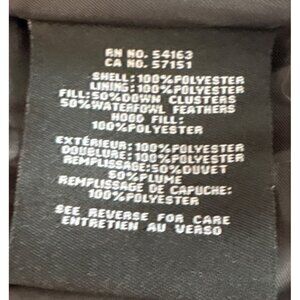 RN NO. 54163
CA NO. 57151
SHELL:100%POLYESTER
LINING:100%POLYESTER
FILL:50%DOWN CLUSTERS
50%WATERFOWL FEATHERS
HOOD FILL:
100%POLYESTER
EXTÉRIEUR:100%POLYESTER
DOUBLURE:100%POLYESTER
REMPLISSAGE:50%DUVET
50%PLUME
REMPLISSAGE DE CAPUCHE:
100%POLYESTER
SEE REVERSE FOR CARE
ENTRETIEN AU VERSO